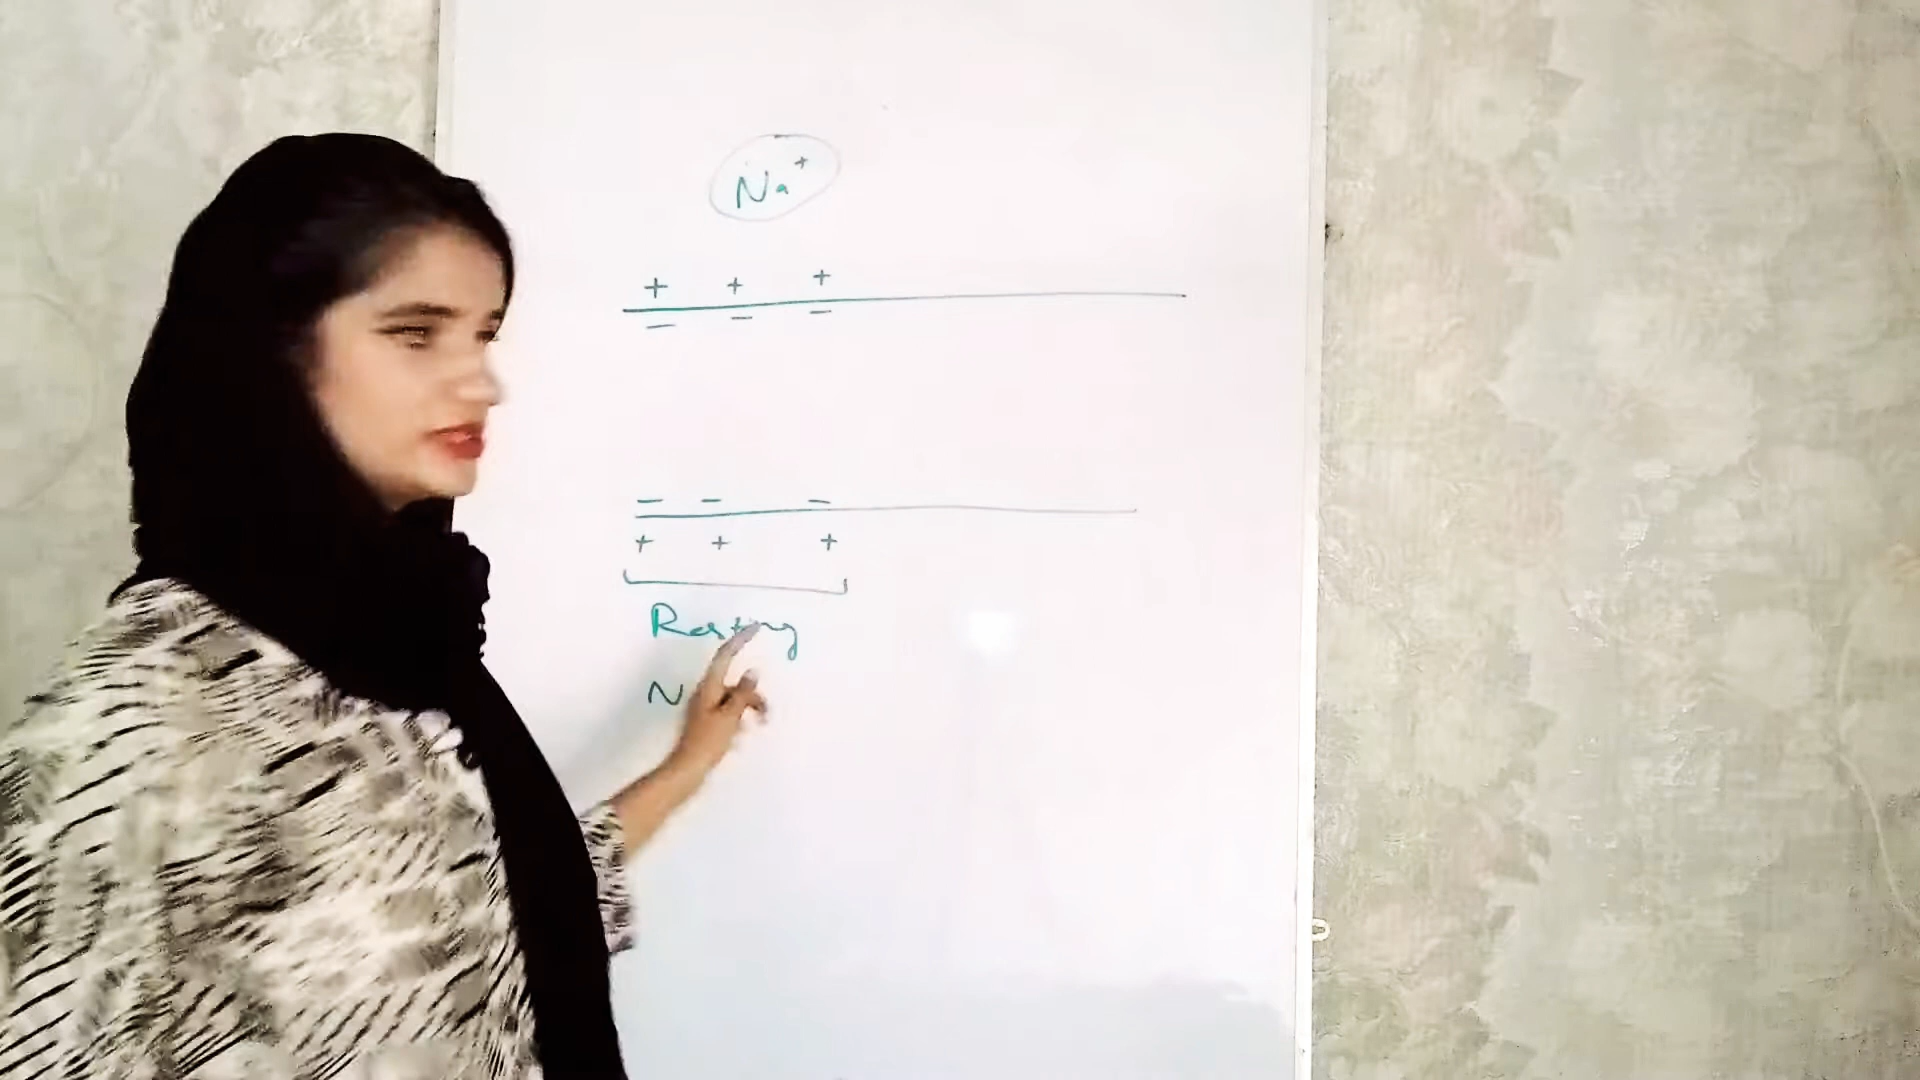 Na+
+ + +
— — —
— — —
+ + +
Resting
N